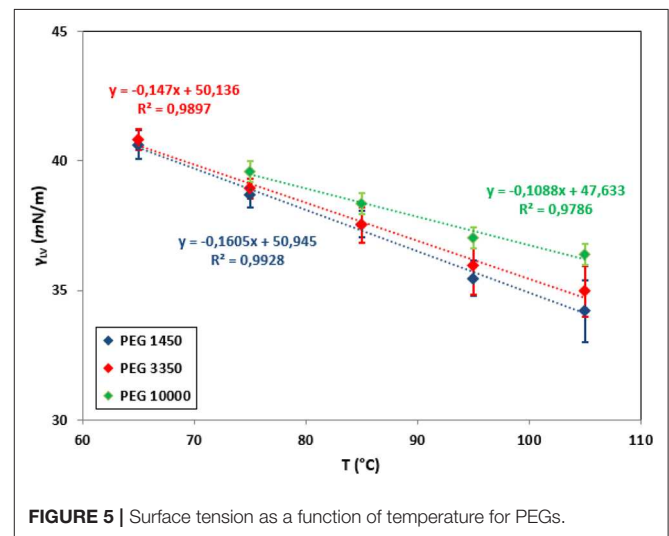 45
40
35
30
γLV (mN/m)
y = -0,147x + 50,136
R² = 0,9897
y = -0,1088x + 47,633
R² = 0,9786
y = -0,1605x + 50,945
R² = 0,9928
PEG 1450
PEG 3350
PEG 10000
60 70 80 90 100 110
T (°C)
FIGURE 5 | Surface tension as a function of temperature for PEGs.